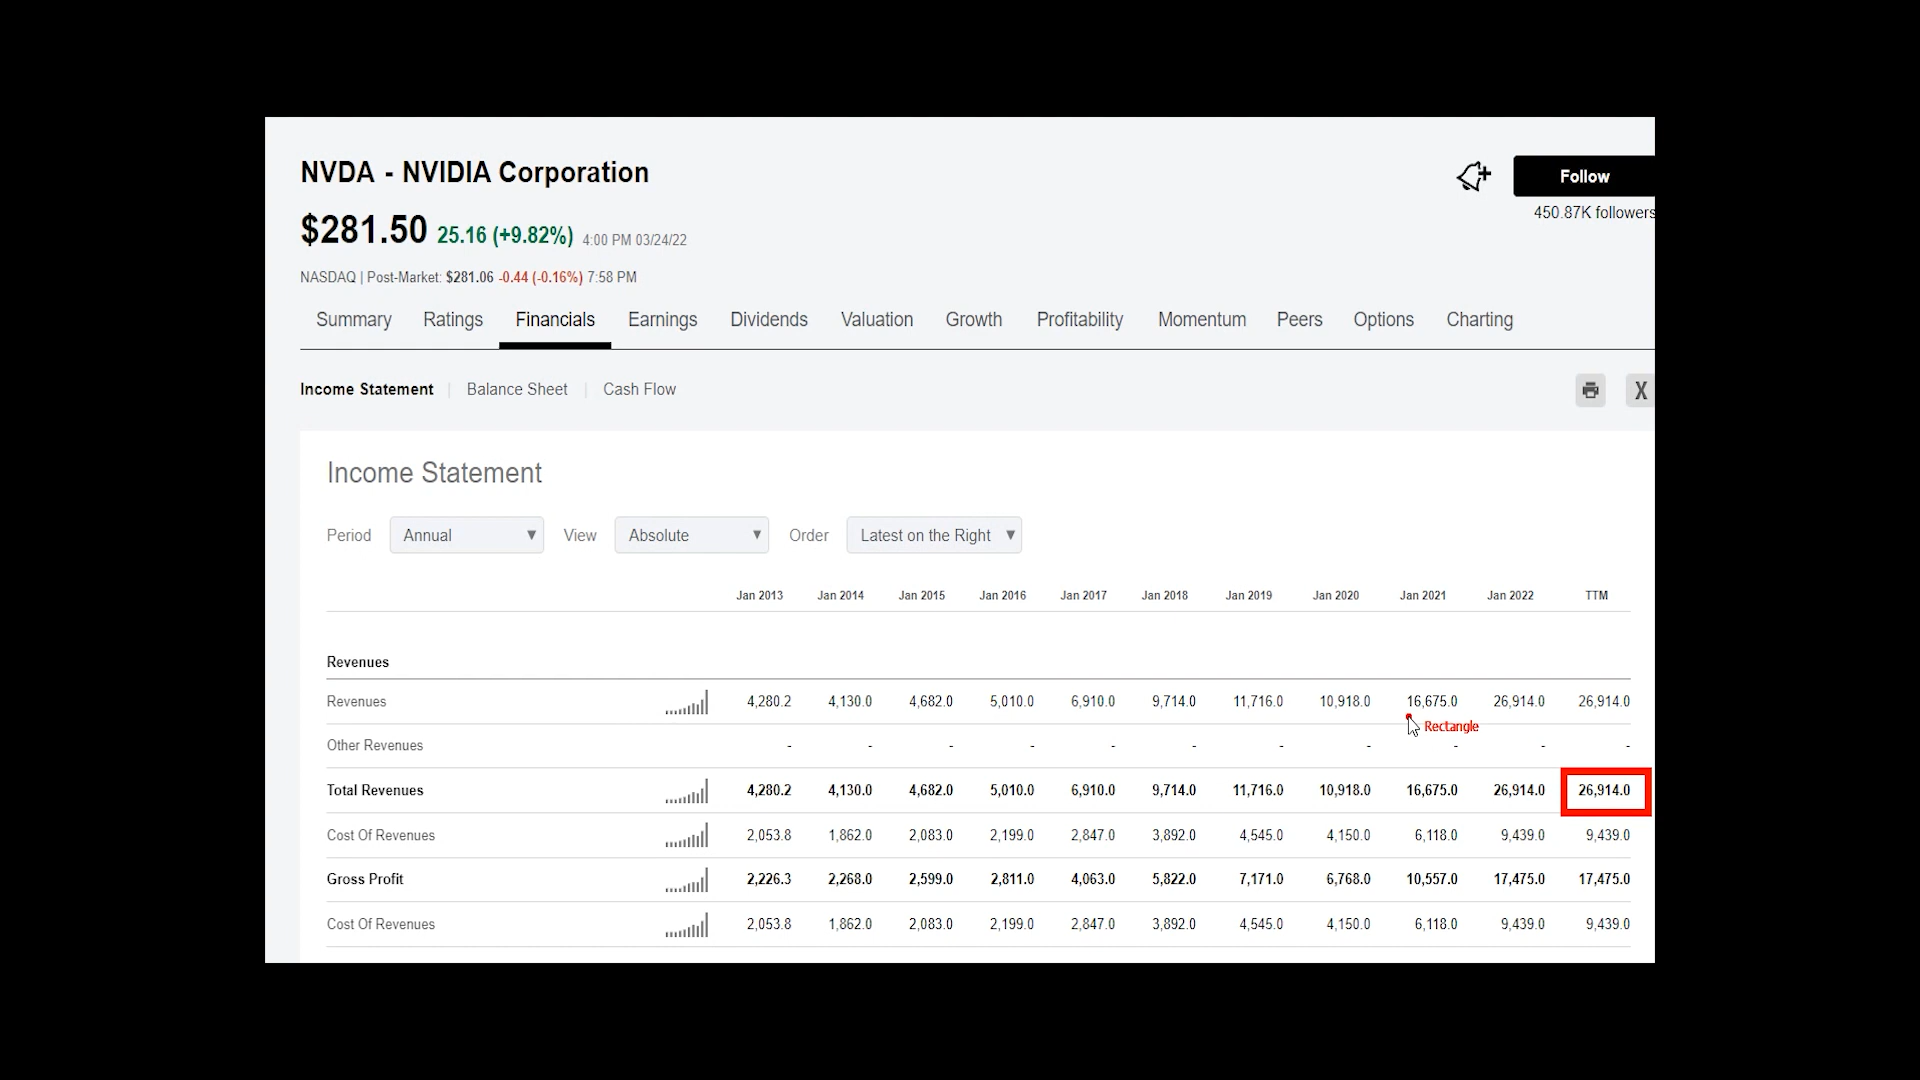 NVDA - NVIDIA Corporation
Follow
450.87K followers
$281.50 25.16 (+9.82%) 4:00 PM 03/24/22
NASDAQ | Post-Market: $281.06 -0.44 (-0.16%) 7:58 PM
Summary Ratings Financials Earnings Dividends Valuation Growth Profitability Momentum Peers Options Charting
Income Statement | Balance Sheet | Cash Flow X
Income Statement
Period Annual View Absolute Order Latest on the Right
Jan 2013 Jan 2014 Jan 2015 Jan 2016 Jan 2017 Jan 2018 Jan 2019 Jan 2020 Jan 2021 Jan 2022 TTM
Revenues
Revenues 4,280.2 4,130.0 4,682.0 5,010.0 6,910.0 9,714.0 11,716.0 10,918.0 16,675.0 26,914.0 26,914.0
Rectangle
Other Revenues - - - - - - - - - - -
Total Revenues 4,280.2 4,130.0 4,682.0 5,010.0 6,910.0 9,714.0 11,716.0 10,918.0 16,675.0 26,914.0 26,914.0
Cost Of Revenues 2,053.8 1,862.0 2,083.0 2,199.0 2,847.0 3,892.0 4,545.0 4,150.0 6,118.0 9,439.0 9,439.0
Gross Profit 2,226.3 2,268.0 2,599.0 2,811.0 4,063.0 5,822.0 7,171.0 6,768.0 10,557.0 17,475.0 17,475.0
Cost Of Revenues 2,053.8 1,862.0 2,083.0 2,199.0 2,847.0 3,892.0 4,545.0 4,150.0 6,118.0 9,439.0 9,439.0